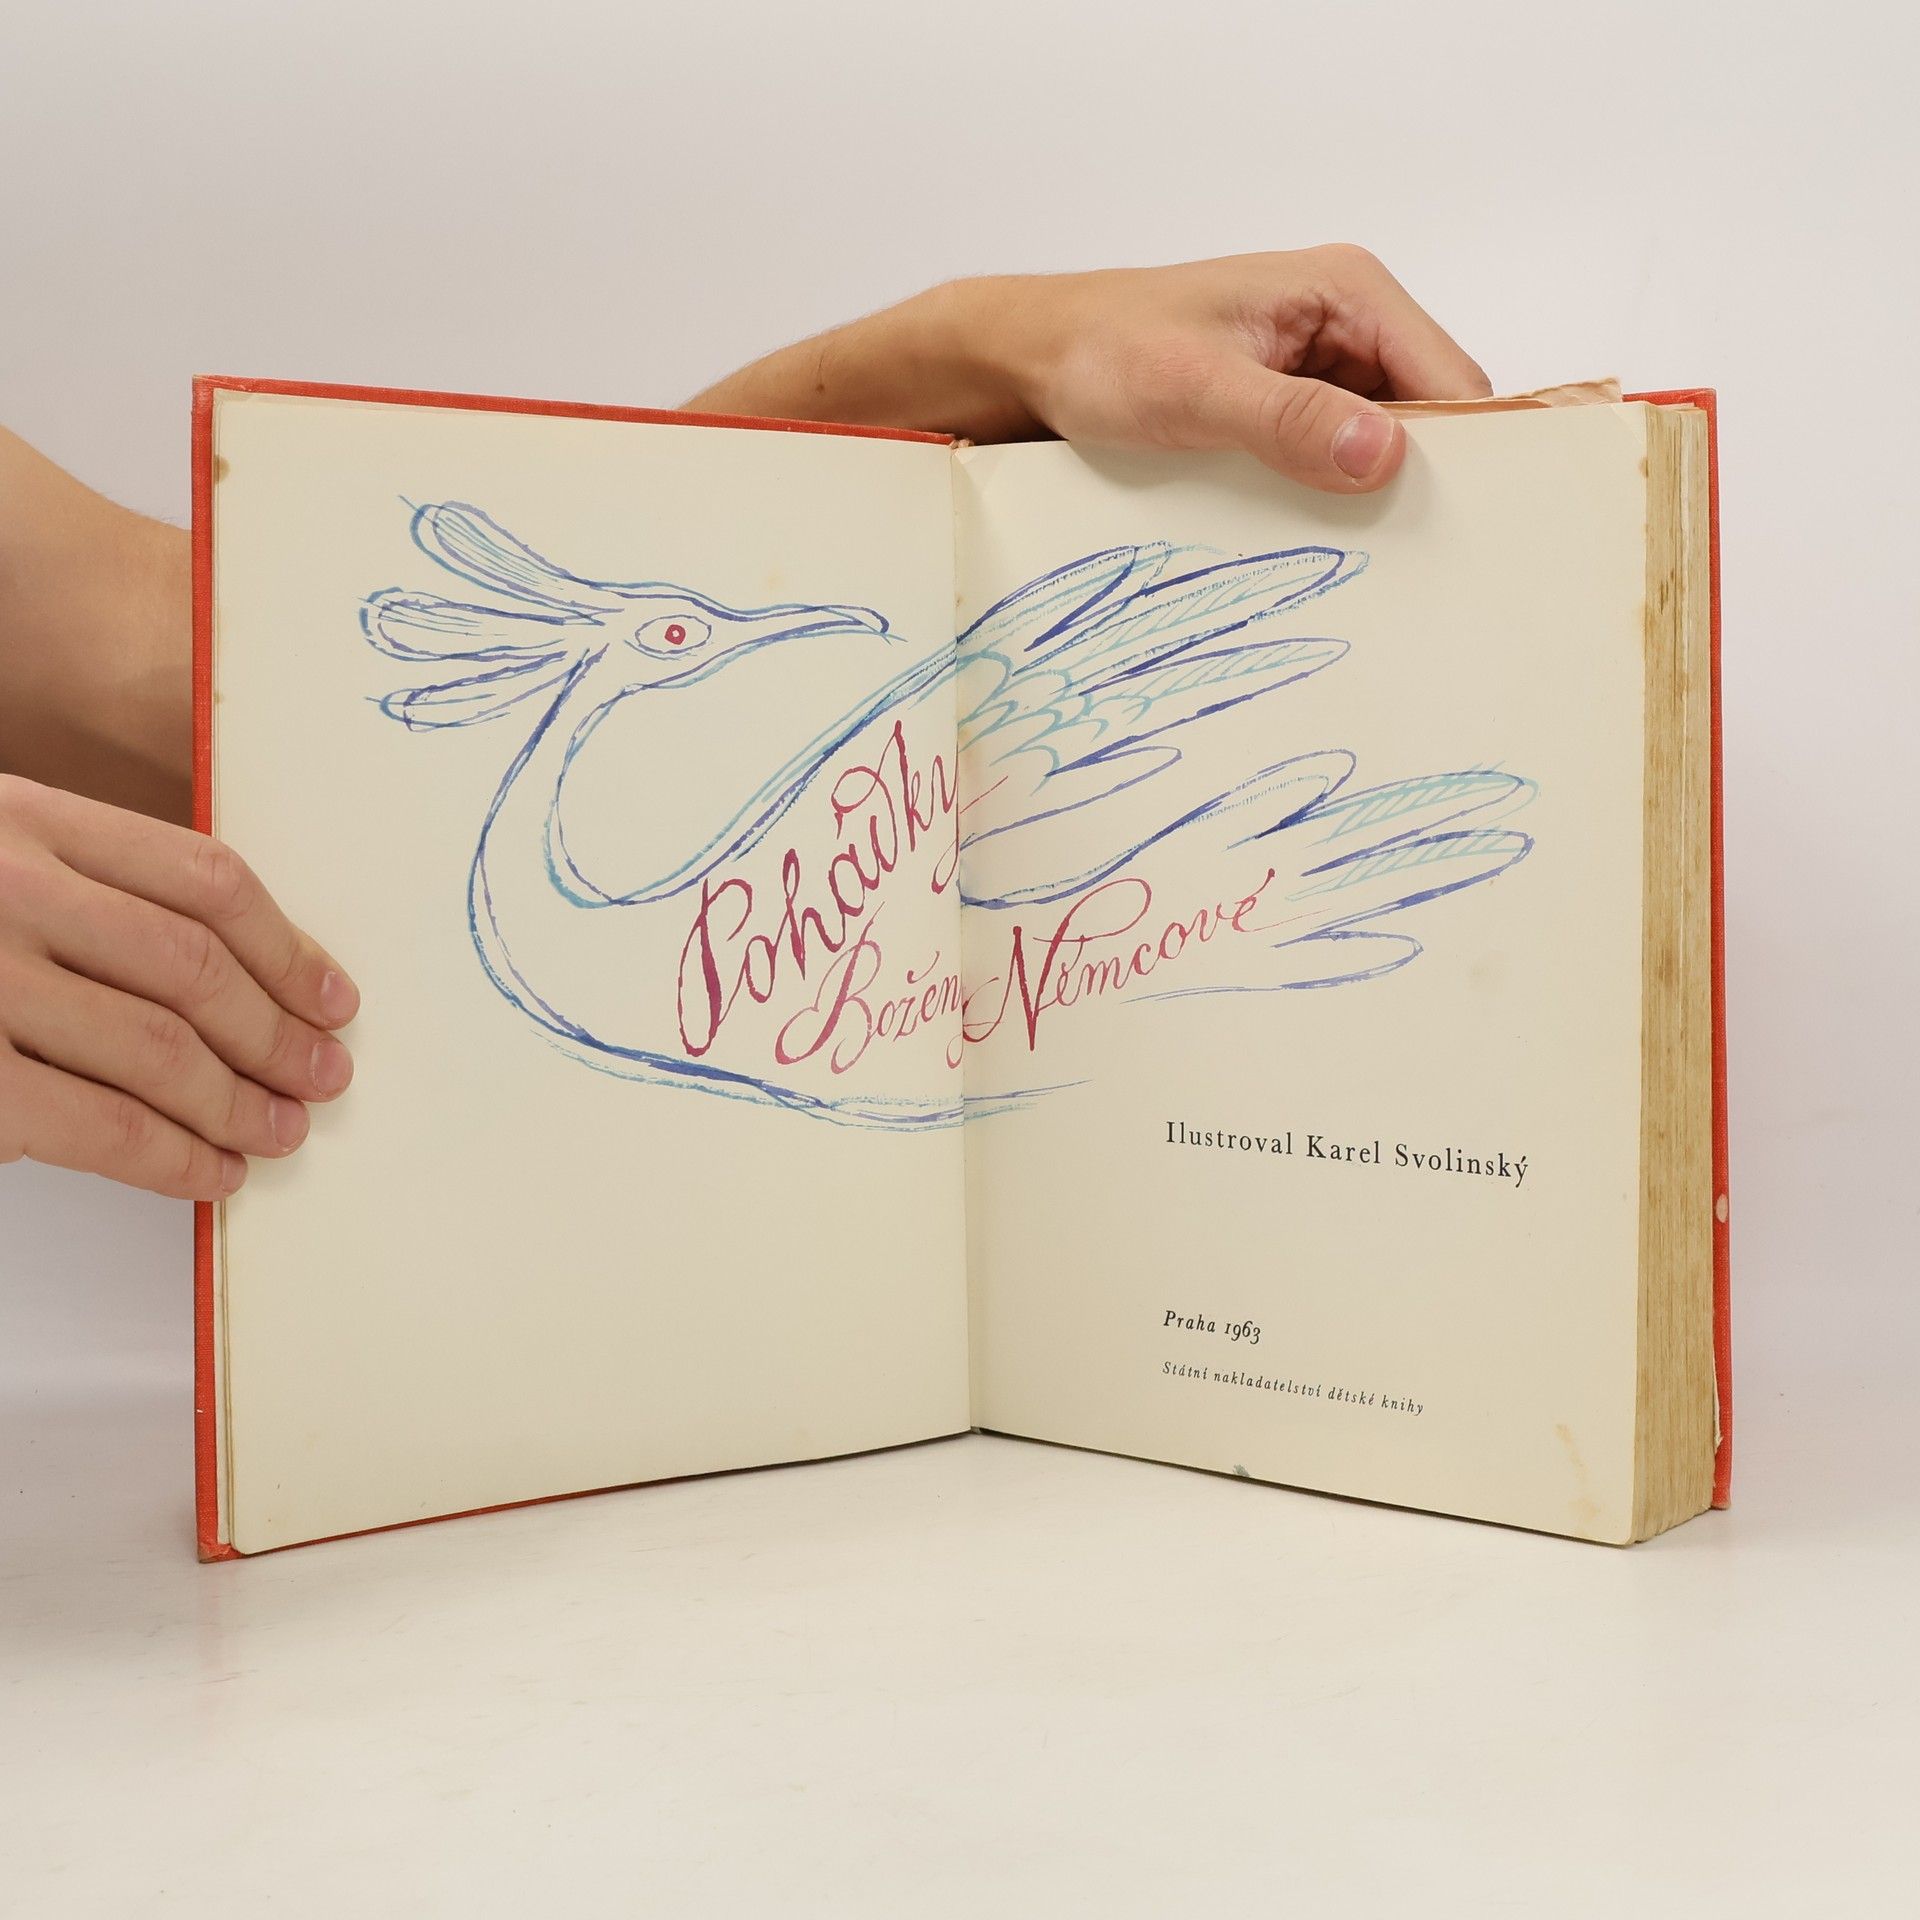 Pohádky
Boženy Němcové
Ilustroval Karel Svolinský
Praha 1963
Státní nakladatelství dětské knihy